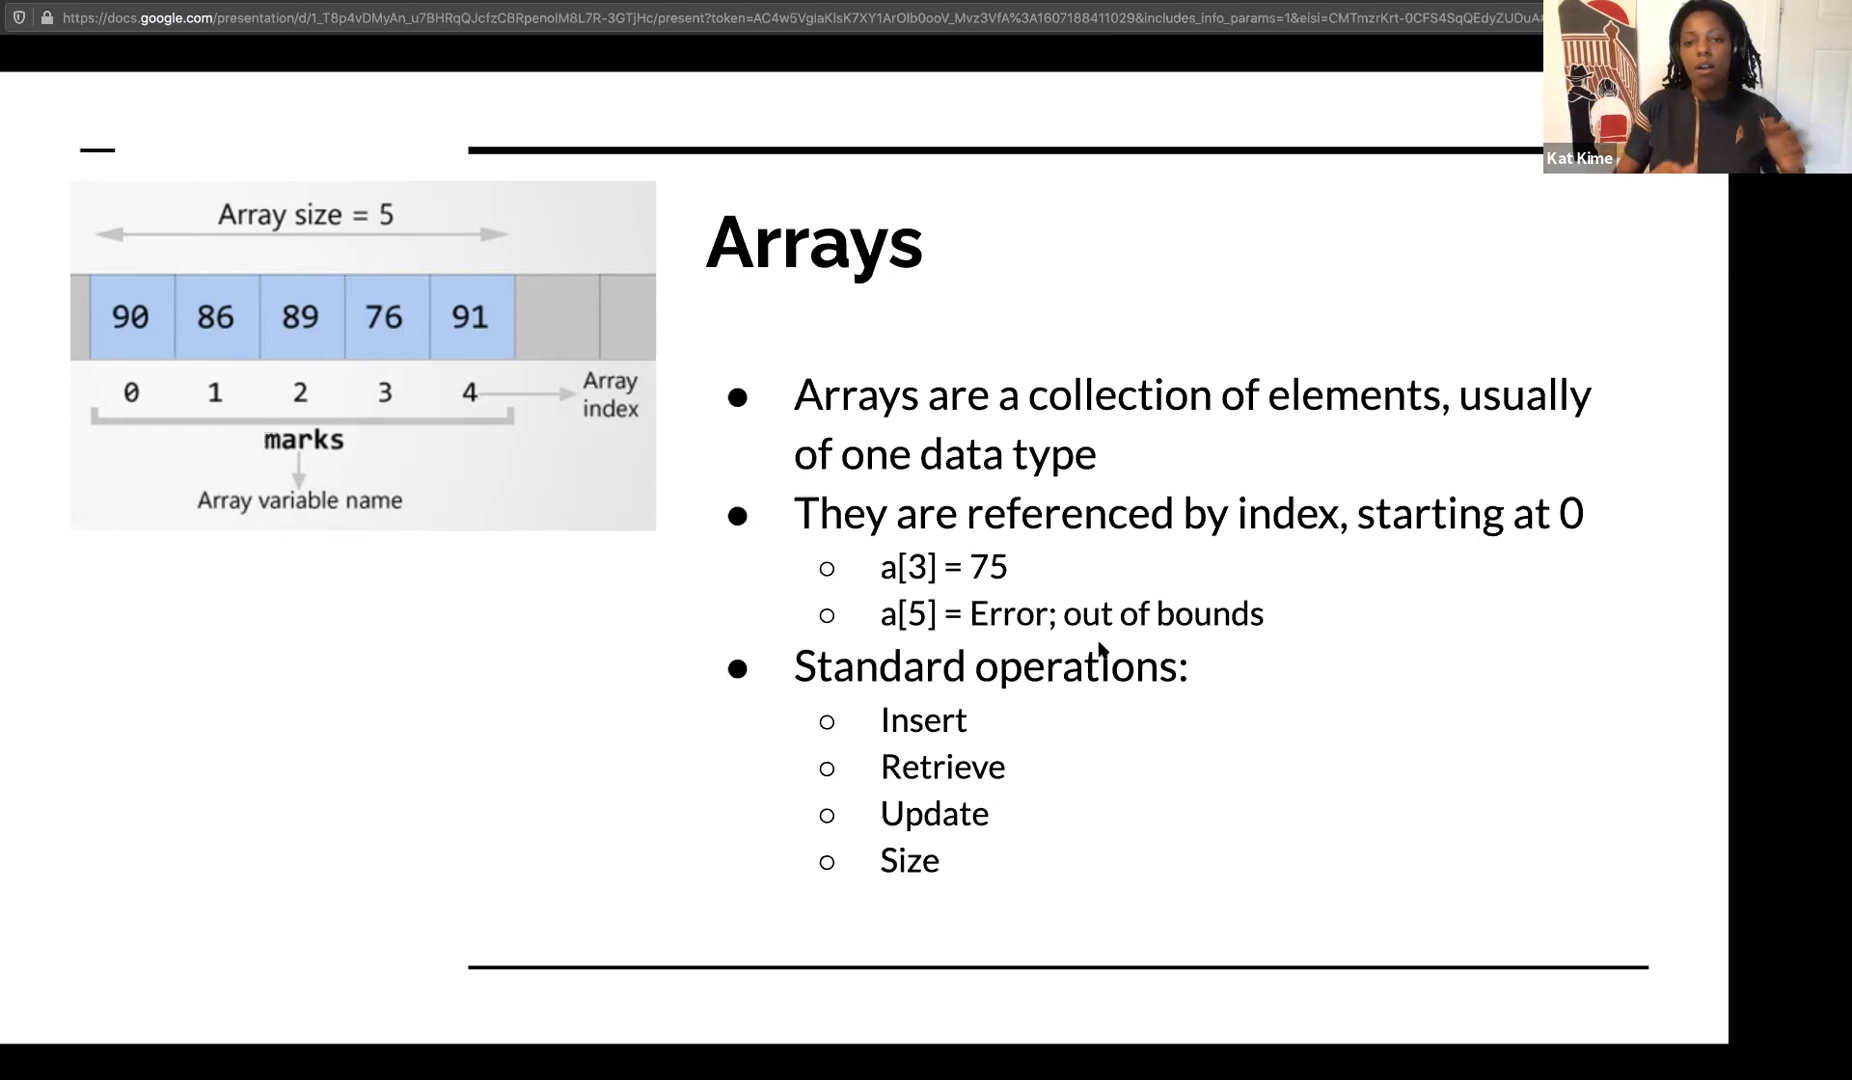 https://docs.google.com/presentation/d/1_T8p4vDMyAn_u7BHRqQJcfzCBRpenoIM8L7R-3GTjHc/present?token=AC4w5VglaKlsK7XY1ArOlb0ooV_Mvz3VfA%3A1607188411029&includes_info_params=1&eisi=CMTmzrKrt-0CFS4SqQEdyZUDuA
Kat Kime
Array size = 5
90 86 89 76 91
0 1 2 3 4
Array
index
marks
Array variable name
Arrays
● Arrays are a collection of elements, usually
of one data type
● They are referenced by index, starting at 0
○ a[3] = 75
○ a[5] = Error; out of bounds
● Standard operations:
○ Insert
○ Retrieve
○ Update
○ Size